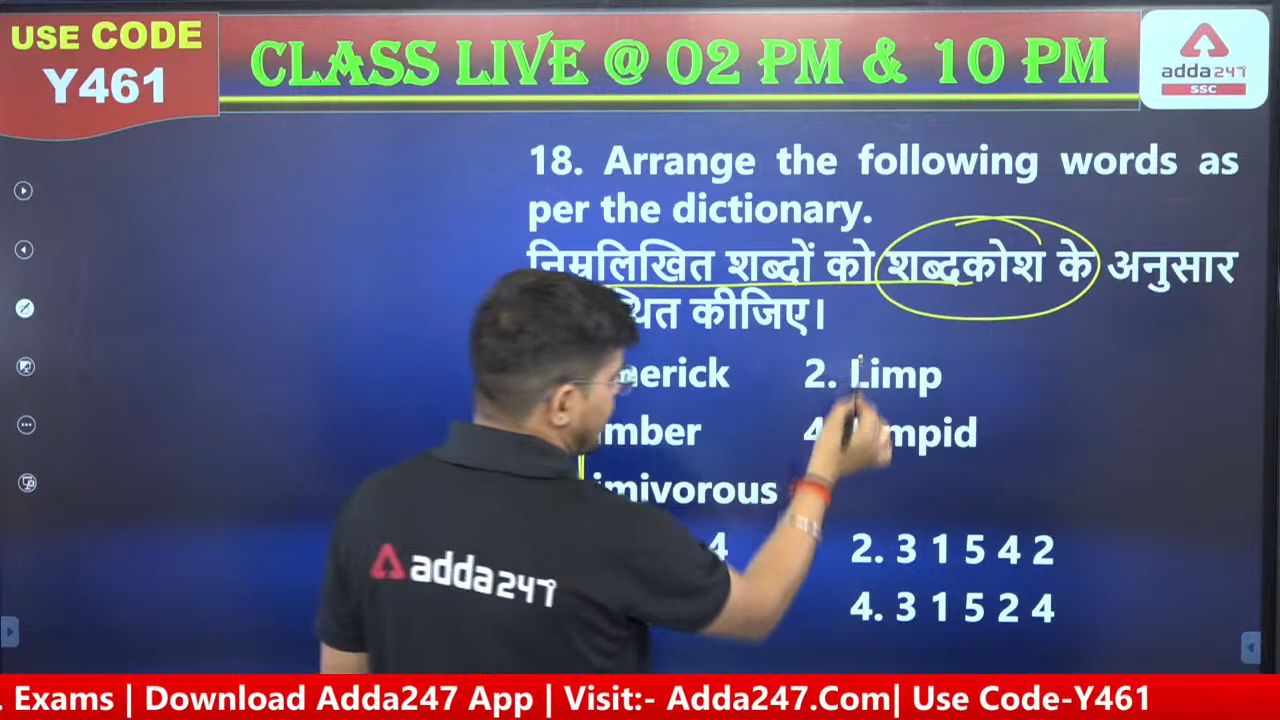 USE CODE
Y461
CLASS LIVE @ 02 PM & 10 PM
adda247
SSC
18. Arrange the following words as
per the dictionary.
निम्नलिखित शब्दों को शब्दकोश के अनुसार
कीजिए।
2. Limp
4
4 2. 3 1 5 4 2
4. 3 1 5 2 4
adda247
. Exams | Download Adda247 App | Visit:- Adda247.Com| Use Code-Y461